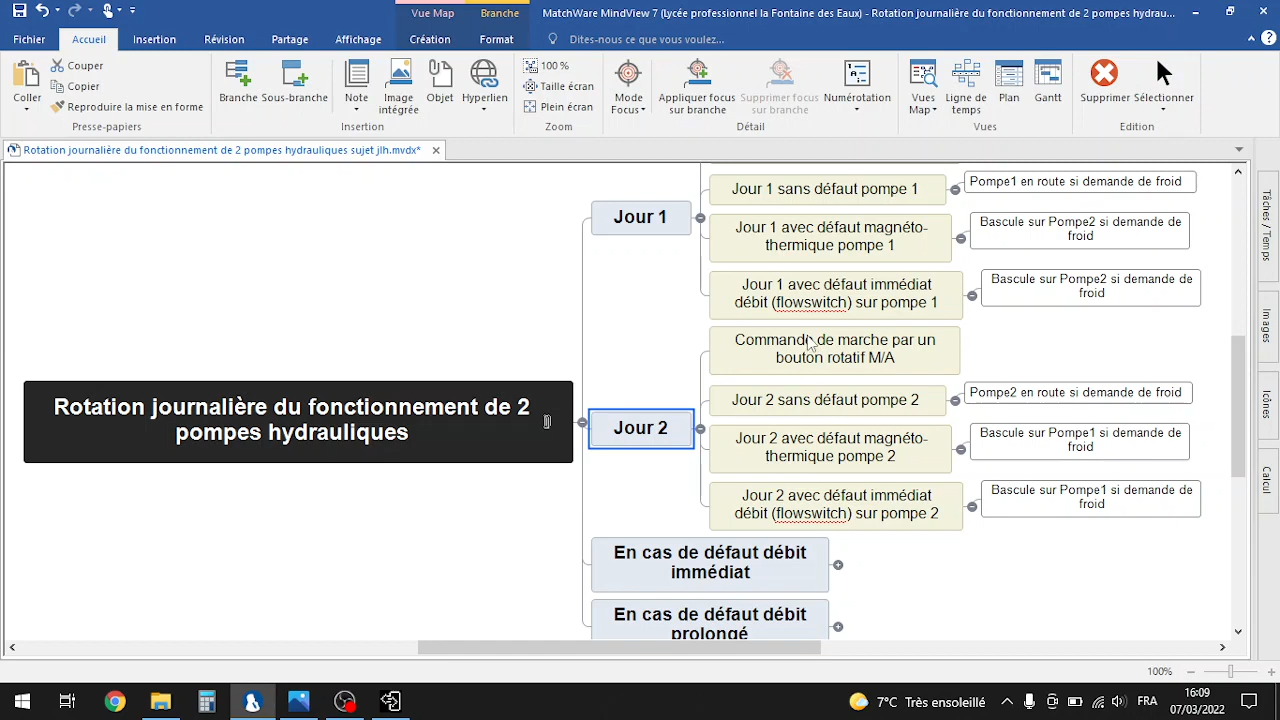 Vue Map
Branche
MatchWare MindView 7 (Lycée professionnel la Fontaine des Eaux) - Rotation journalière du fonctionnement de 2 pompes hydrau...
Fichier
Accueil
Insertion
Révision
Partage
Affichage
Création
Format
Dites-nous ce que vous voulez...
Coller
Couper
Copier
Reproduire la mise en forme
Presse-papiers
Branche
Sous-branche
Note
Image intégrée
Objet
Hyperlien
Insertion
100 %
Taille écran
Plein écran
Zoom
Mode Focus
Appliquer focus sur branche
Supprimer focus sur branche
Numérotation
Détail
Vues Map
Ligne de temps
Plan
Gantt
Vues
Supprimer
Sélectionner
Edition
Rotation journalière du fonctionnement de 2 pompes hydrauliques sujet jlh.mvdx*
Rotation journalière du fonctionnement de 2
pompes hydrauliques
Jour 1
Jour 1 sans défaut pompe 1
Pompe1 en route si demande de froid
Jour 1 avec défaut magnéto-
thermique pompe 1
Bascule sur Pompe2 si demande de
froid
Jour 1 avec défaut immédiat
débit (flowswitch) sur pompe 1
Bascule sur Pompe2 si demande de
froid
Jour 2
Commande de marche par un
bouton rotatif M/A
Jour 2 sans défaut pompe 2
Pompe2 en route si demande de froid
Jour 2 avec défaut magnéto-
thermique pompe 2
Bascule sur Pompe1 si demande de
froid
Jour 2 avec défaut immédiat
débit (flowswitch) sur pompe 2
Bascule sur Pompe1 si demande de
froid
En cas de défaut débit
immédiat
En cas de défaut débit
prolongé
Tâches / Temps
Images
Icônes
Calcul
100%
7°C Très ensoleillé
FRA
16:09
07/03/2022